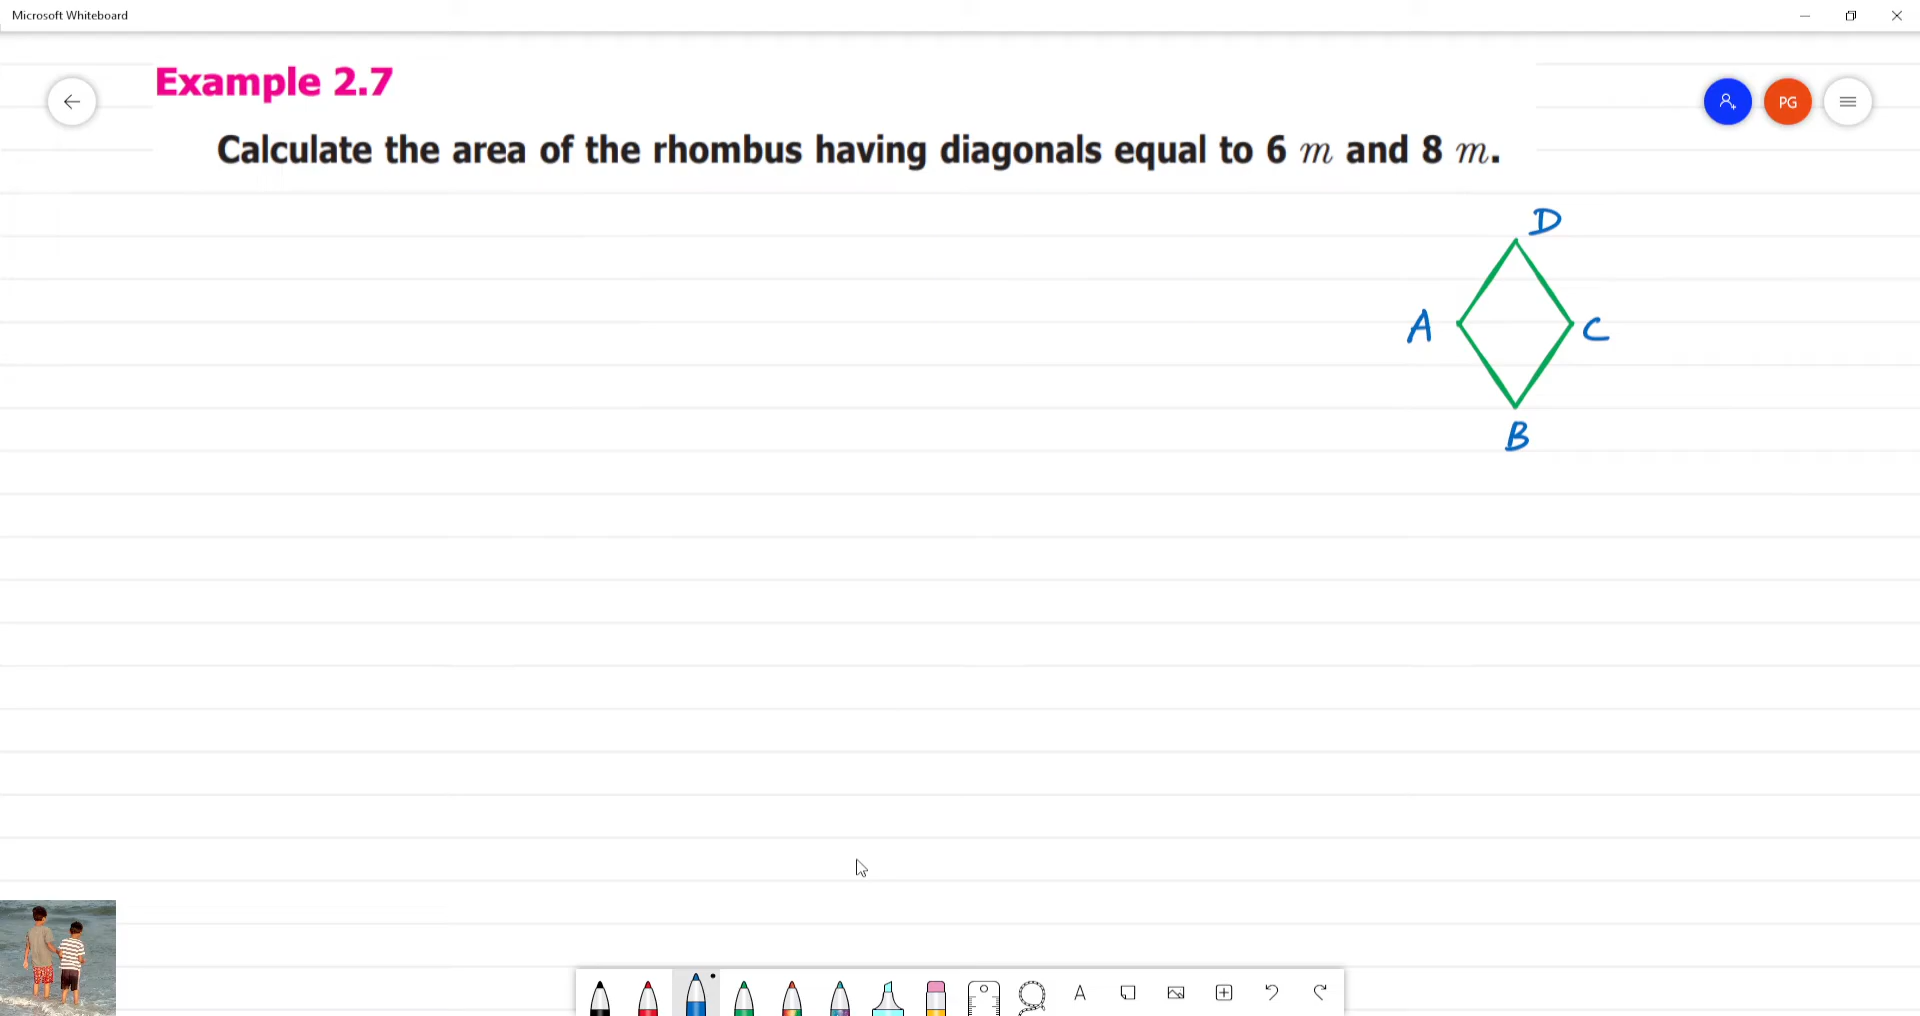 Microsoft Whiteboard
Example 2.7
PG
Calculate the area of the rhombus having diagonals equal to 6 m and 8 m.
D
A
C
B
A